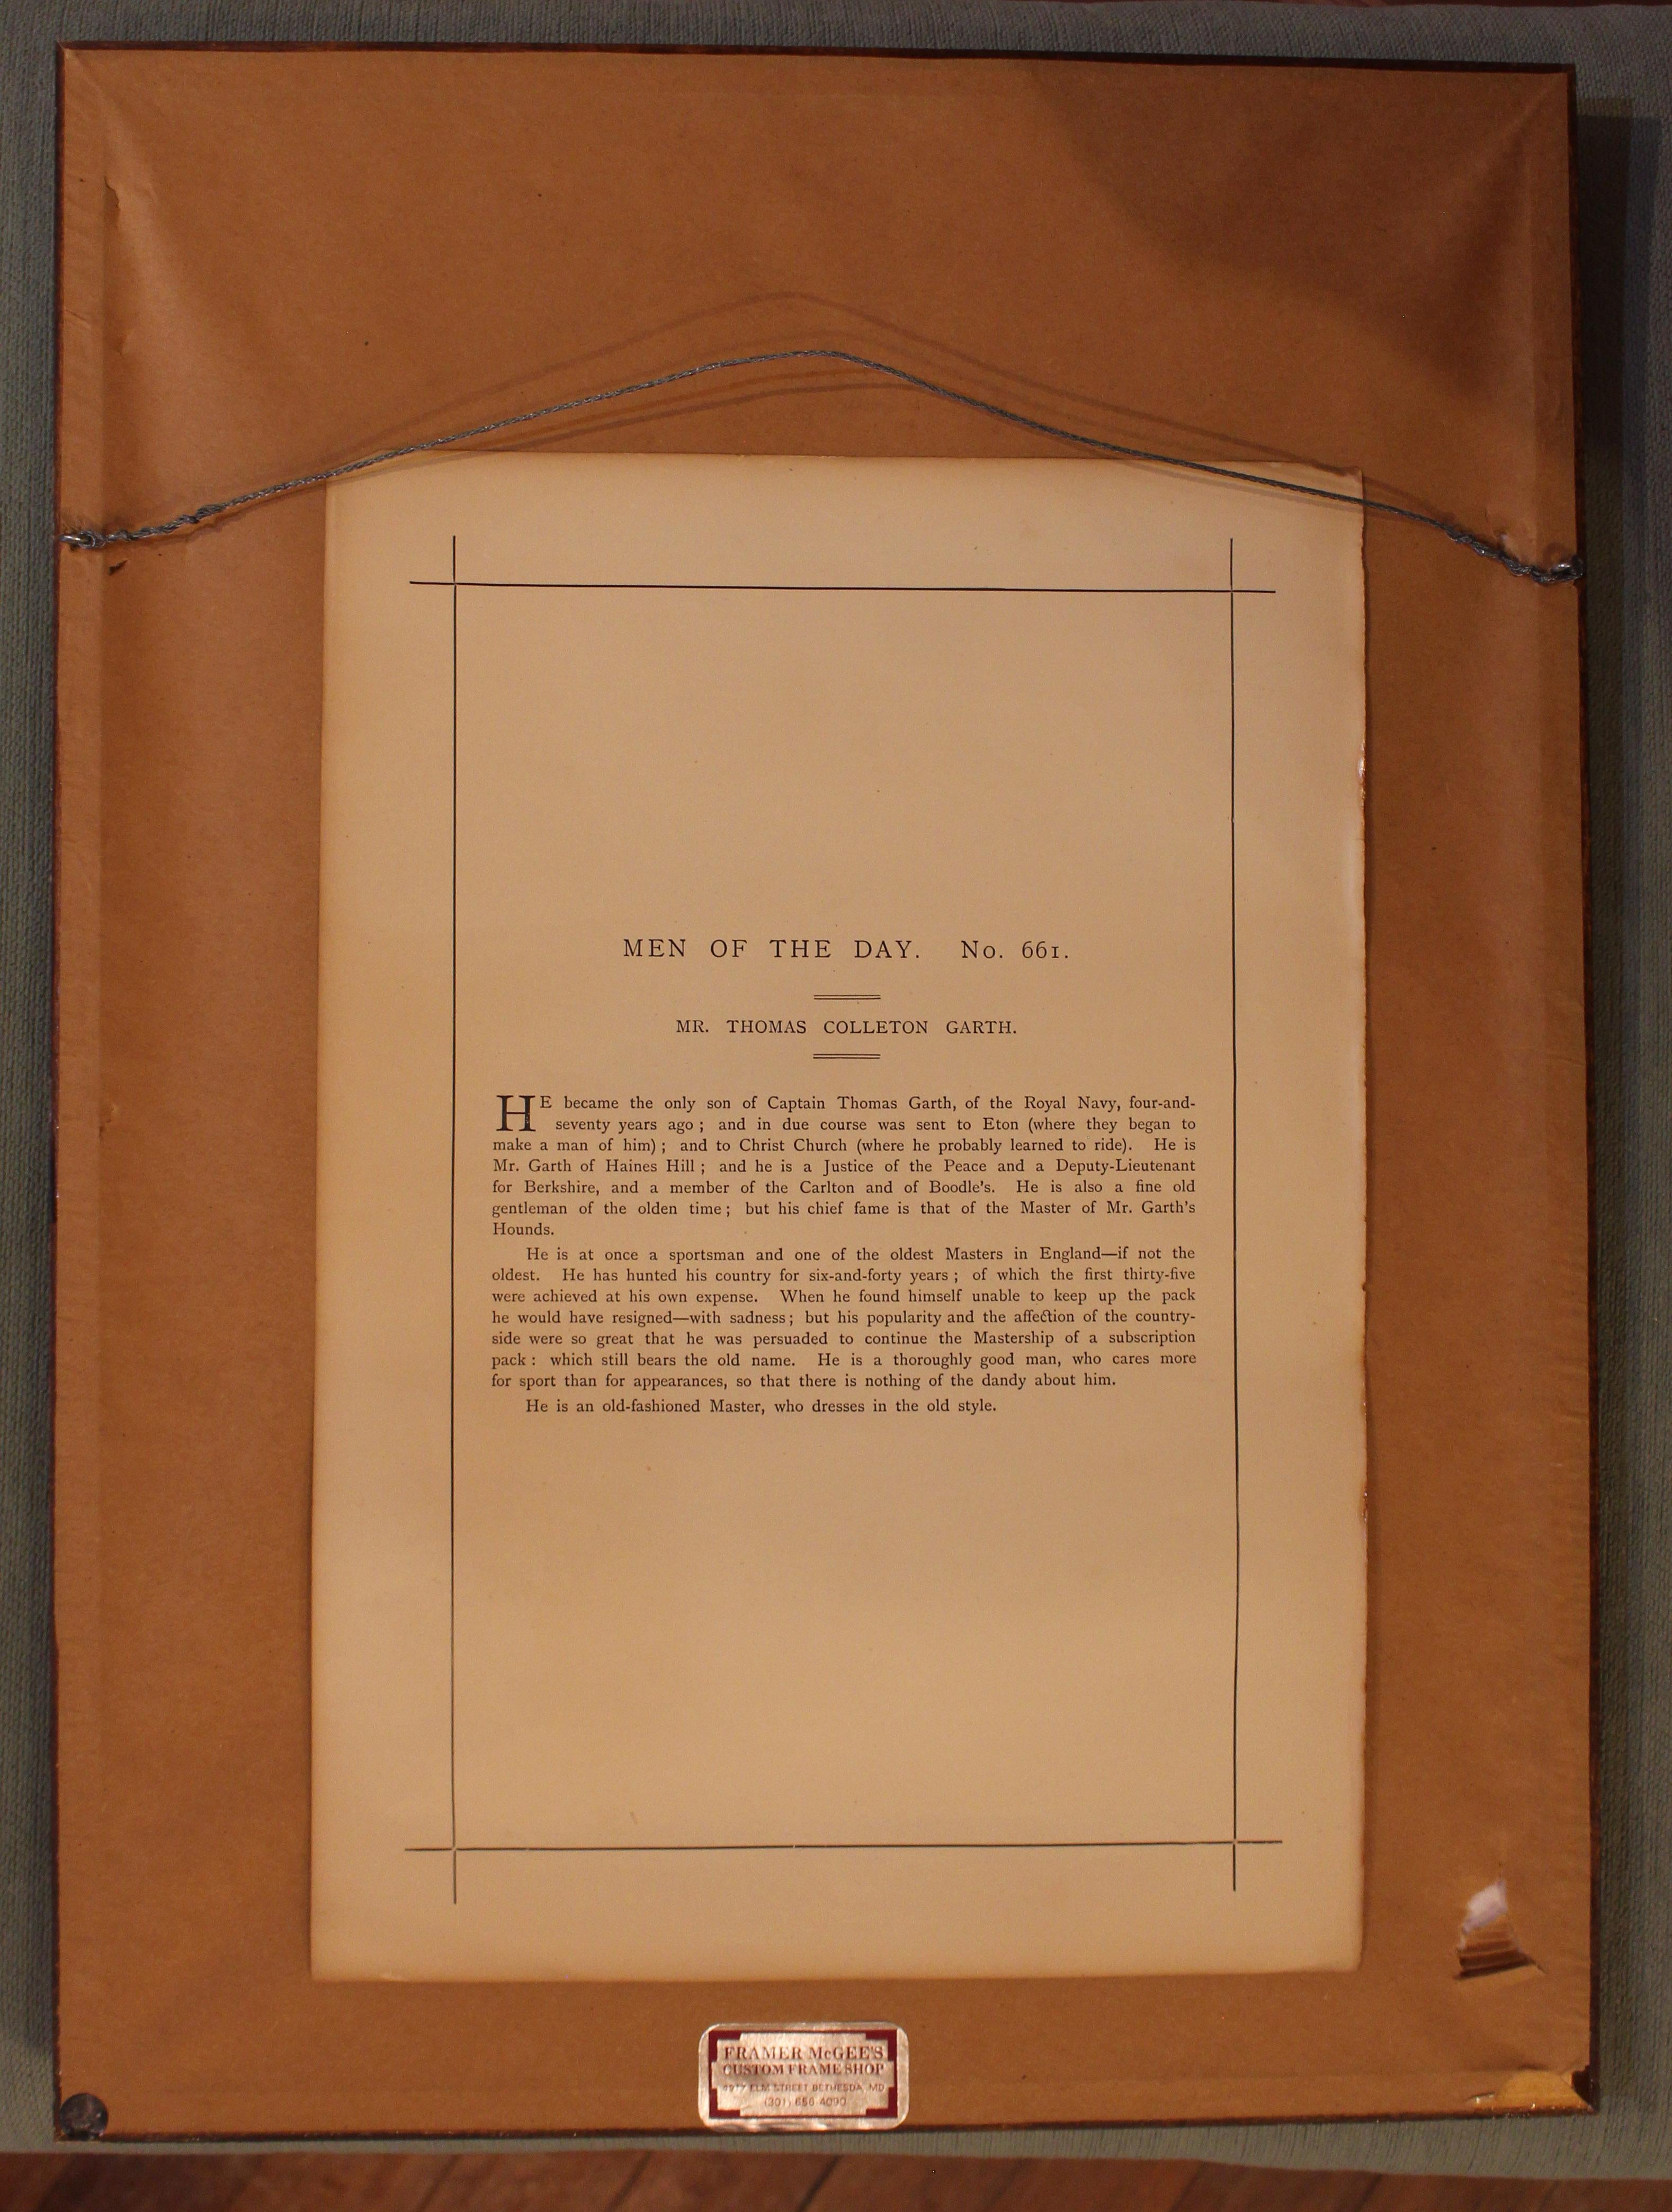 MEN OF THE DAY. No. 661.
MR. THOMAS COLLETON GARTH.
HE became the only son of Captain Thomas Garth, of the Royal Navy, four-and-
seventy years ago; and in due course was sent to Eton (where they began to
make a man of him); and to Christ Church (where he probably learned to ride). He is
Mr. Garth of Haines Hill; and he is a Justice of the Peace and a Deputy-Lieutenant
for Berkshire, and a member of the Carlton and of Boodle's. He is also a fine old
gentleman of the olden time; but his chief fame is that of the Master of Mr. Garth's
Hounds.
He is at once a sportsman and one of the oldest Masters in England—if not the
oldest. He has hunted his country for six-and-forty years; of which the first thirty-five
were achieved at his own expense. When he found himself unable to keep up the pack
he would have resigned—with sadness; but his popularity and the affection of the country-
side were so great that he was persuaded to continue the Mastership of a subscription
pack: which still bears the old name. He is a thoroughly good man, who cares more
for sport than for appearances, so that there is nothing of the dandy about him.
He is an old-fashioned Master, who dresses in the old style.
FRAMER McGEE'S
CUSTOM FRAME SHOP
ELM STREET BETHESDA, MD
(301) 656-4090